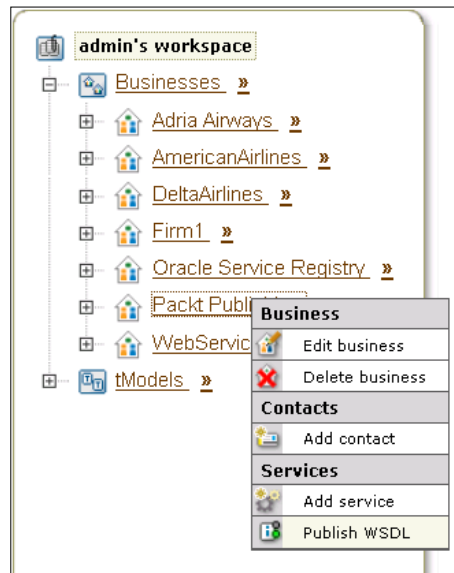 admin's workspace
Businesses »
Adria Airways »
AmericanAirlines »
DeltaAirlines »
Firm1 »
Oracle Service Registry »
Packt
Business
Edit business
Delete business
Contacts
Add contact
Services
Add service
Publish WSDL
tModels »